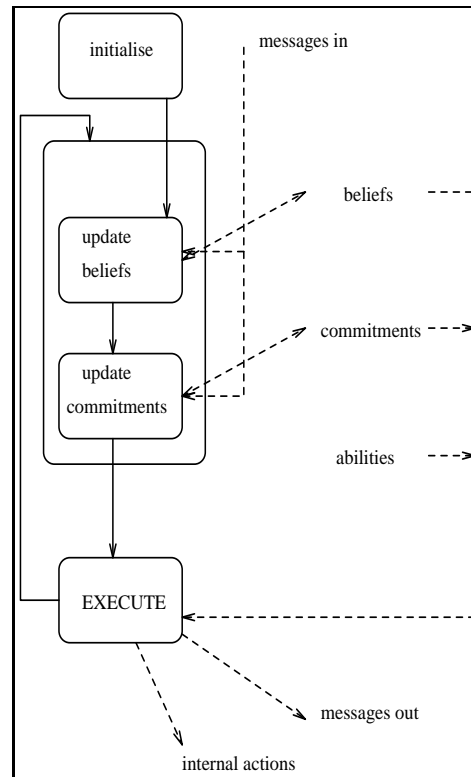 initialise
messages in
beliefs
update
beliefs
commitments
update
commitments
abilities
EXECUTE
messages out
internal actions